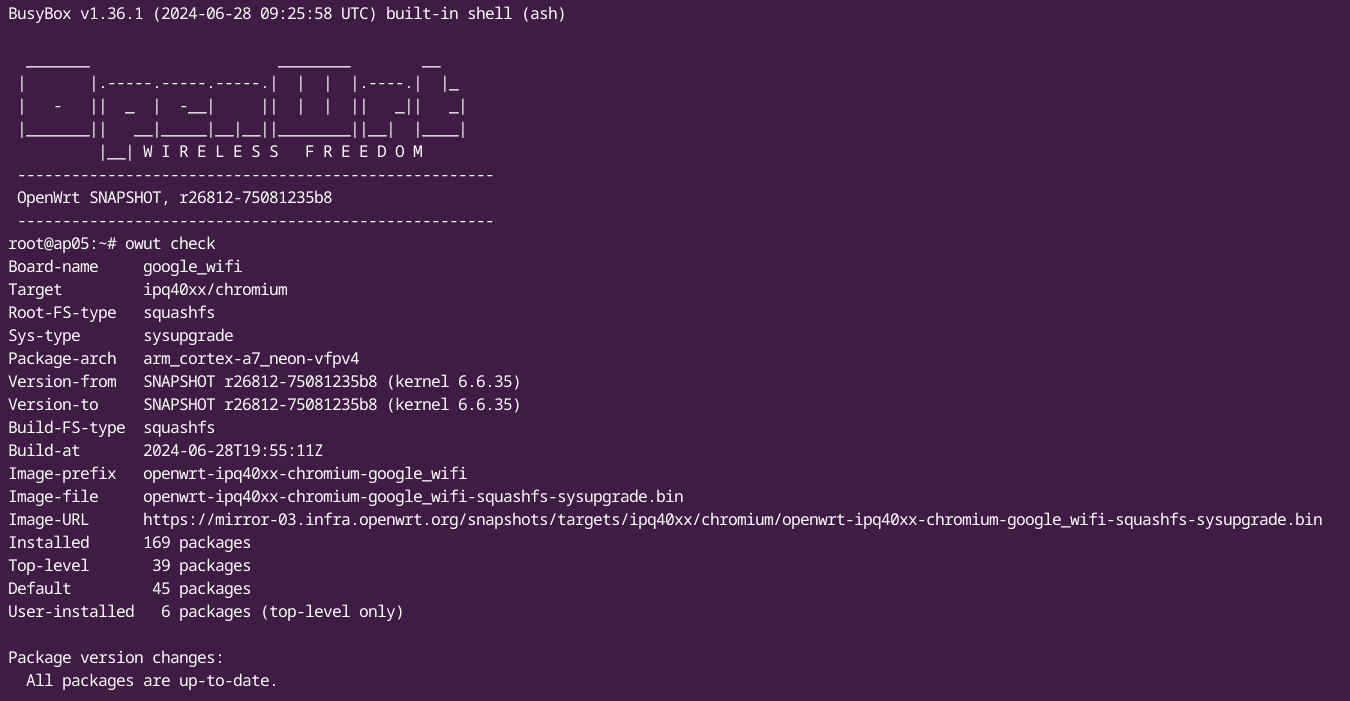 BusyBox v1.36.1 (2024-06-28 09:25:58 UTC) built-in shell (ash)

  _______                     ________        __
 |       |.-----.-----.-----.|  |  |  |.----.|  |_
 |   -   ||  _  |  -__|     ||  |  |  ||   _||   _|
 |_______||   __|_____|__|__||________||__|  |____|
          |__| W I R E L E S S   F R E E D O M
 -----------------------------------------------------
 OpenWrt SNAPSHOT, r26812-75081235b8
 -----------------------------------------------------
root@ap05:~# owut check
Board-name     google_wifi
Target         ipq40xx/chromium
Root-FS-type   squashfs
Sys-type       sysupgrade
Package-arch   arm_cortex-a7_neon-vfpv4
Version-from   SNAPSHOT r26812-75081235b8 (kernel 6.6.35)
Version-to     SNAPSHOT r26812-75081235b8 (kernel 6.6.35)
Build-FS-type  squashfs
Build-at       2024-06-28T19:55:11Z
Image-prefix   openwrt-ipq40xx-chromium-google_wifi
Image-file     openwrt-ipq40xx-chromium-google_wifi-squashfs-sysupgrade.bin
Image-URL      https://mirror-03.infra.openwrt.org/snapshots/targets/ipq40xx/chromium/openwrt-ipq40xx-chromium-google_wifi-squashfs-sysupgrade.bin
Installed      169 packages
Top-level       39 packages
Default         45 packages
User-installed   6 packages (top-level only)

Package version changes:
  All packages are up-to-date.